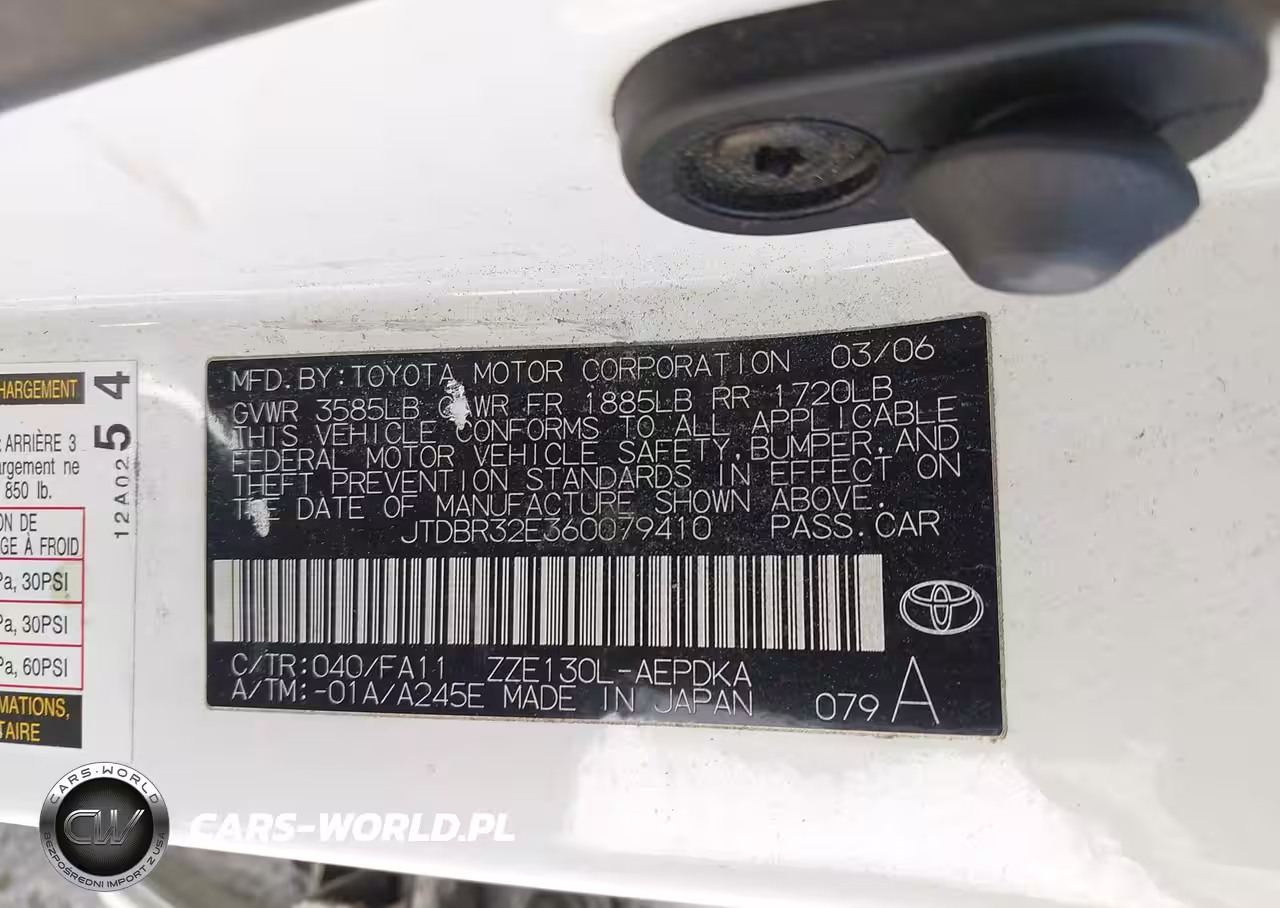 MFD.BY:TOYOTA MOTOR CORPORATION 03/06
GVWR 3585LB GAWR FR 1885LB RR 1720LB
THIS VEHICLE CONFORMS TO ALL APPLICABLE
FEDERAL MOTOR VEHICLE SAFETY,BUMPER,AND
THEFT PREVENTION STANDARDS IN EFFECT ON
THE DATE OF MANUFACTURE SHOWN ABOVE.
JTDBR32E360079410 PASS.CAR
C/TR:040/FA11 ZZE130L-AEPDKA
A/TM:-01A/A245E MADE IN JAPAN
079 A
HARGEMENT
ARRIÈRE 3
argement ne
850 lb.
ON DE
GE À FROID
Pa, 30PSI
Pa, 30PSI
Pa, 60PSI
MATIONS,
TAIRE
5 4
12A02
CARS-WORLD
CW
BEZPOŚREDNI IMPORT Z USA
CARS-WORLD.PL